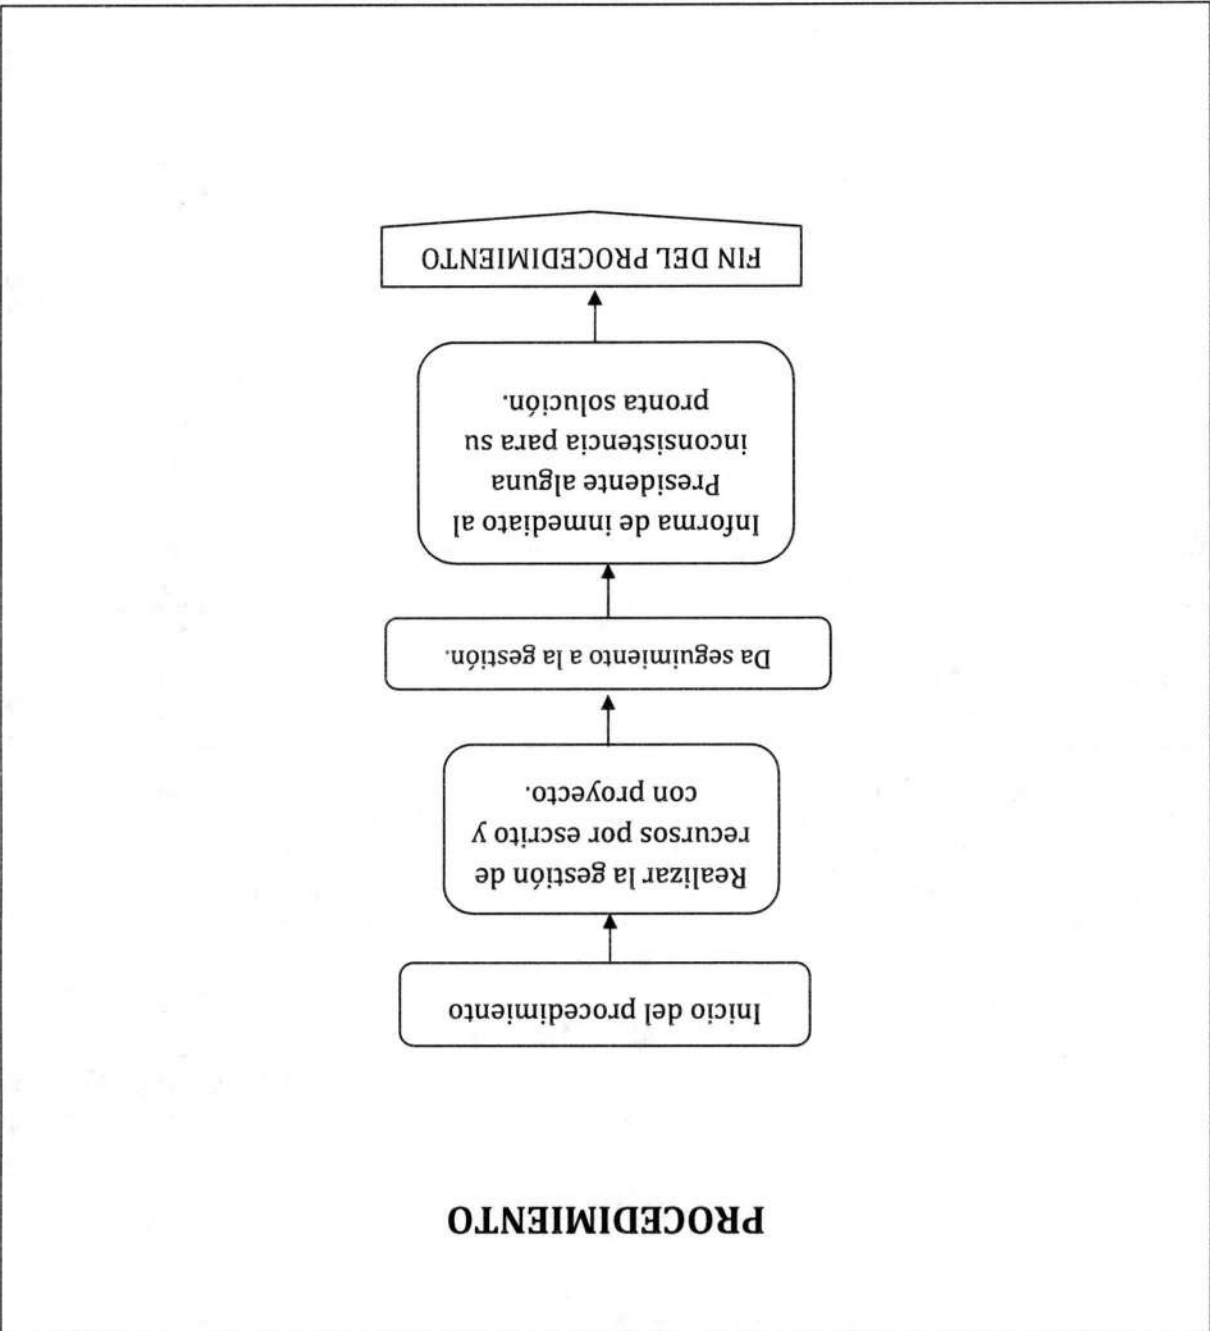 PROCEDIMIENTO
Inicio del procedimiento
Realizar la gestión de
recursos por escrito y
con proyecto.
Da seguimiento a la gestión.
Informa de inmediato al
Presidente alguna
inconsistencia para su
pronta solución.
FIN DEL PROCEDIMIENTO